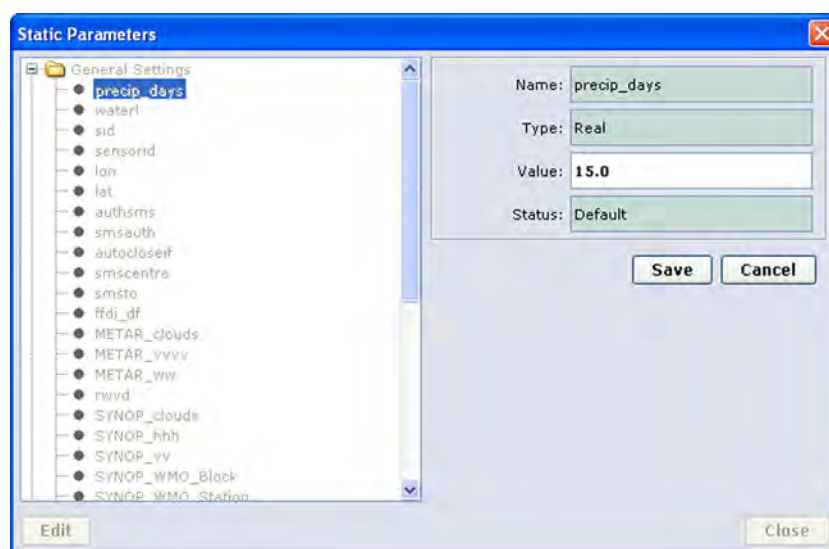 Static Parameters
General Settings
precip_days
waterl
sid
sensorid
lon
lat
authsms
smsauth
autocloseif
smscentre
smsto
ffdi_df
METAR_clouds
METAR_vvvv
METAR_ww
rwyd
SYNOP_clouds
SYNOP_hhh
SYNOP_vv
SYNOP_WMO_Block
SYNOP_WMO_Station
Name: precip_days
Type: Real
Value: 15.0
Status: Default
Save Cancel
Edit Close